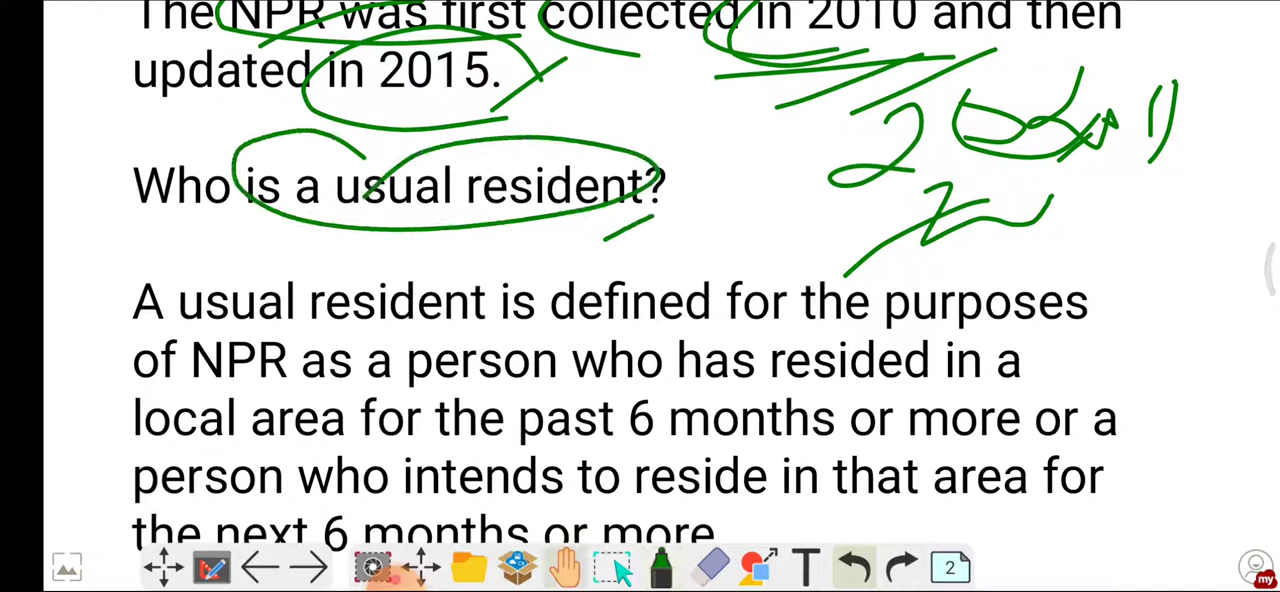 The NPR was first collected in 2010 and then
updated in 2015.
Who is a usual resident?
A usual resident is defined for the purposes
of NPR as a person who has resided in a
local area for the past 6 months or more or a
person who intends to reside in that area for
the next 6 months or more
T
2
my